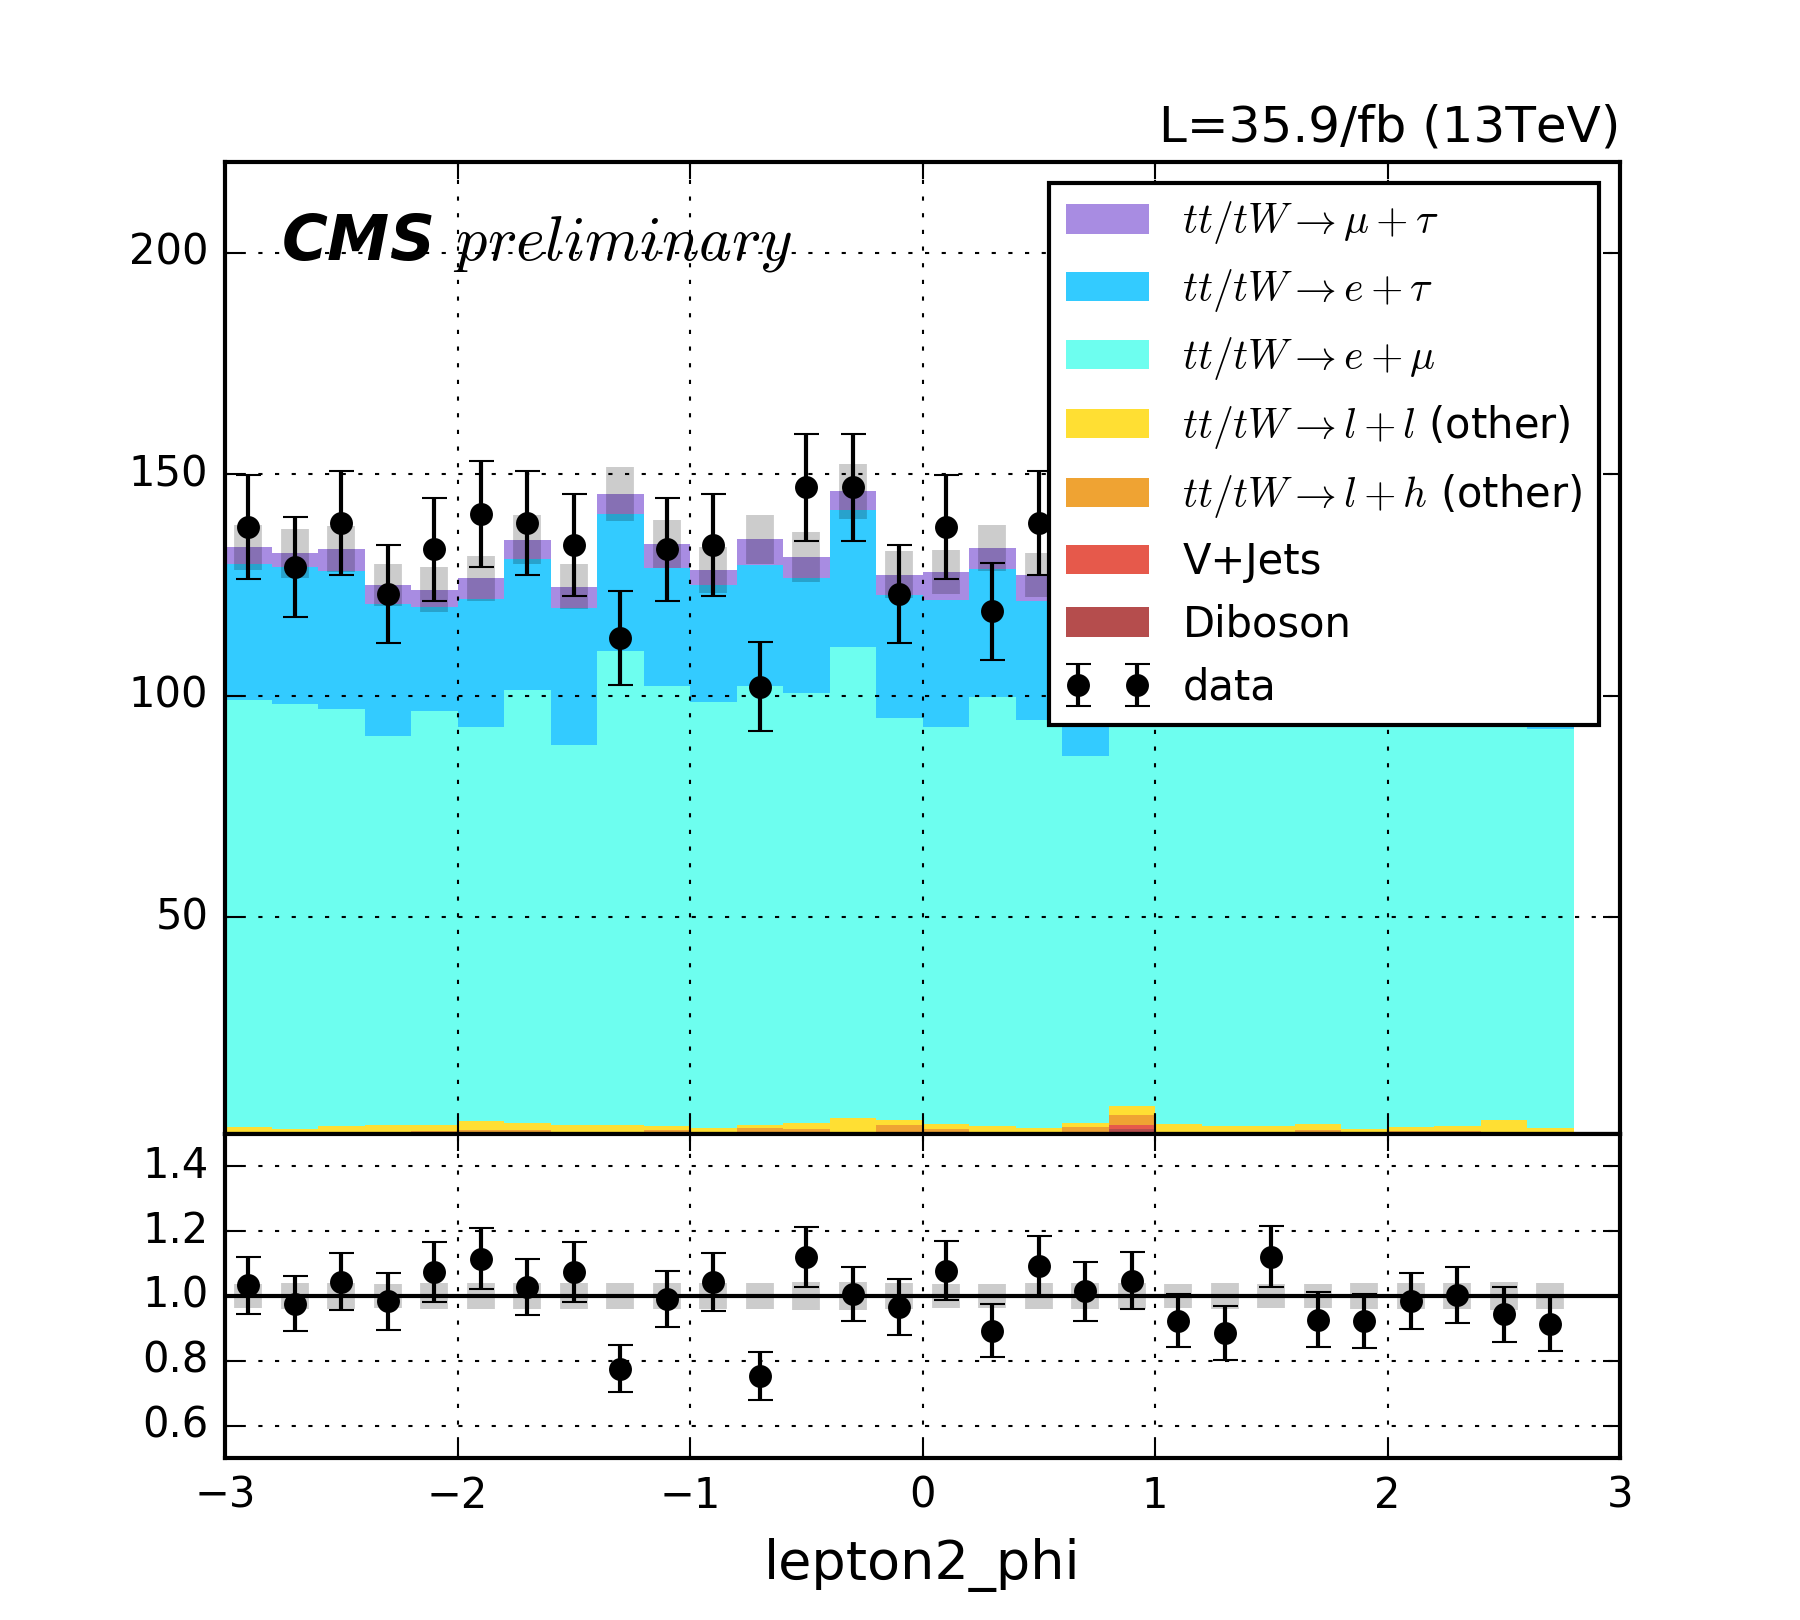 L=35.9/fb (13TeV)
CMS preliminary
tt/tW → μ + τ
tt/tW → e + τ
tt/tW → e + μ
tt/tW → l + l (other)
tt/tW → l + h (other)
V+Jets
Diboson
data
200
150
100
50
1.4
1.2
1.0
0.8
0.6
−3 −2 −1 0 1 2 3
lepton2_phi